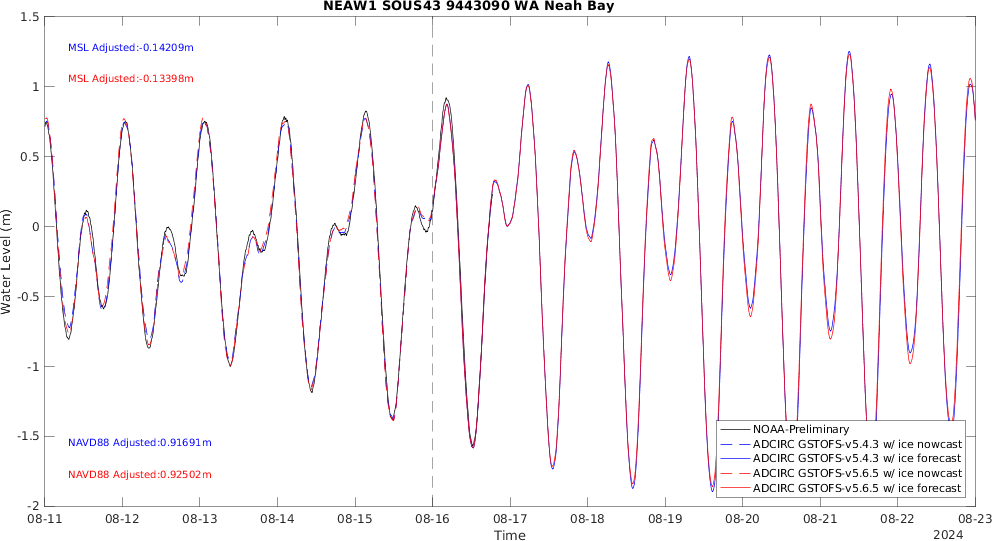 NEAW1 SOUS43 9443090 WA Neah Bay
1.5
MSL Adjusted:-0.14209m
MSL Adjusted:-0.13398m
1
0.5
0
-0.5
-1
-1.5
-2
Water Level (m)
NAVD88 Adjusted:0.91691m
NAVD88 Adjusted:0.92502m
NOAA-Preliminary
ADCIRC GSTOFS-v5.4.3 w/ ice nowcast
ADCIRC GSTOFS-v5.4.3 w/ ice forecast
ADCIRC GSTOFS-v5.6.5 w/ ice nowcast
ADCIRC GSTOFS-v5.6.5 w/ ice forecast
08-11 08-12 08-13 08-14 08-15 08-16 08-17 08-18 08-19 08-20 08-21 08-22 08-23
Time
2024